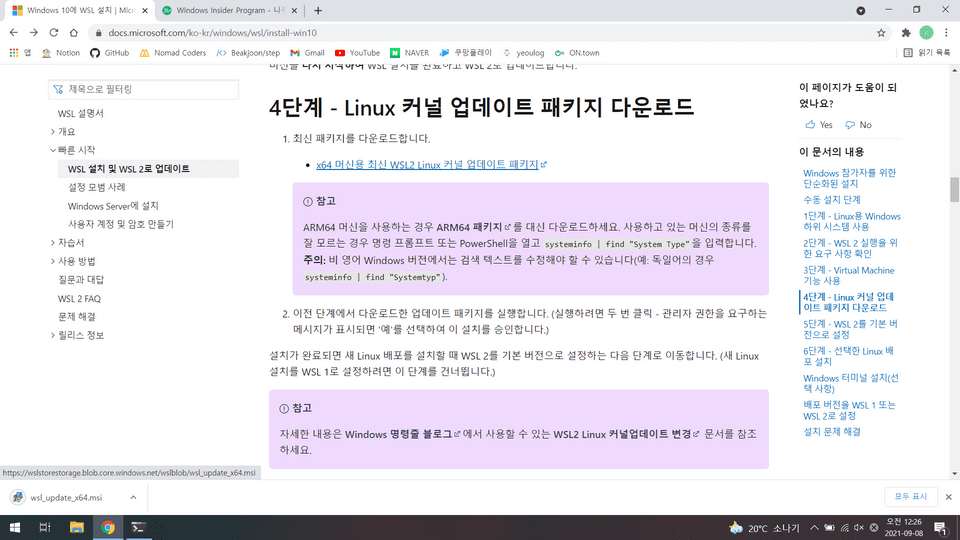 Windows 10에 WSL 설치 | Micro
Windows Insider Program - 나무
docs.microsoft.com/ko-kr/windows/wsl/install-win10
앱
Notion
GitHub
Nomad Coders
Beakjoon/step
Gmail
YouTube
NAVER
쿠팡플레이
yeoulog
ON.town
읽기 목록
제목으로 필터링
WSL 설명서
개요
빠른 시작
WSL 설치 및 WSL 2로 업데이트
설정 모범 사례
Windows Server에 설치
사용자 계정 및 암호 만들기
자습서
사용 방법
질문과 대답
WSL 2 FAQ
문제 해결
릴리스 정보
머신을 다시 시작하여 WSL 설치를 완료하고 WSL 2로 업데이트합니다.
4단계 - Linux 커널 업데이트 패키지 다운로드
1. 최신 패키지를 다운로드합니다.
• x64 머신용 최신 WSL2 Linux 커널 업데이트 패키지
참고
ARM64 머신을 사용하는 경우 ARM64 패키지를 대신 다운로드하세요. 사용하고 있는 머신의 종류를
잘 모르는 경우 명령 프롬프트 또는 PowerShell을 열고 systeminfo | find "System Type"을 입력합니다.
주의: 비 영어 Windows 버전에서는 검색 텍스트를 수정해야 할 수 있습니다(예: 독일어의 경우
systeminfo | find "Systemtyp").
2. 이전 단계에서 다운로드한 업데이트 패키지를 실행합니다. (실행하려면 두 번 클릭 - 관리자 권한을 요구하는
메시지가 표시되면 '예'를 선택하여 이 설치를 승인합니다.)
설치가 완료되면 새 Linux 배포를 설치할 때 WSL 2를 기본 버전으로 설정하는 다음 단계로 이동합니다. (새 Linux
설치를 WSL 1로 설정하려면 이 단계를 건너뜁니다.)
참고
자세한 내용은 Windows 명령줄 블로그에서 사용할 수 있는 WSL2 Linux 커널업데이트 변경 문서를 참조
하세요.
이 페이지가 도움이 되
었나요?
Yes
No
이 문서의 내용
Windows 참가자를 위한
단순화된 설치
수동 설치 단계
1단계 - Linux용 Windows
하위 시스템 사용
2단계 - WSL 2 실행을 위
한 요구 사항 확인
3단계 - Virtual Machine
기능 사용
4단계 - Linux 커널 업데
이트 패키지 다운로드
5단계 - WSL 2를 기본 버
전으로 설정
6단계 - 선택한 Linux 배
포 설치
Windows 터미널 설치(선
택 사항)
배포 버전을 WSL 1 또는
WSL 2로 설정
설치 문제 해결
https://wslstorestorage.blob.core.windows.net/wslblob/wsl_update_x64.msi
wsl_update_x64.msi
모두 표시
20°C 소나기
오전 12:26
2021-09-08
1